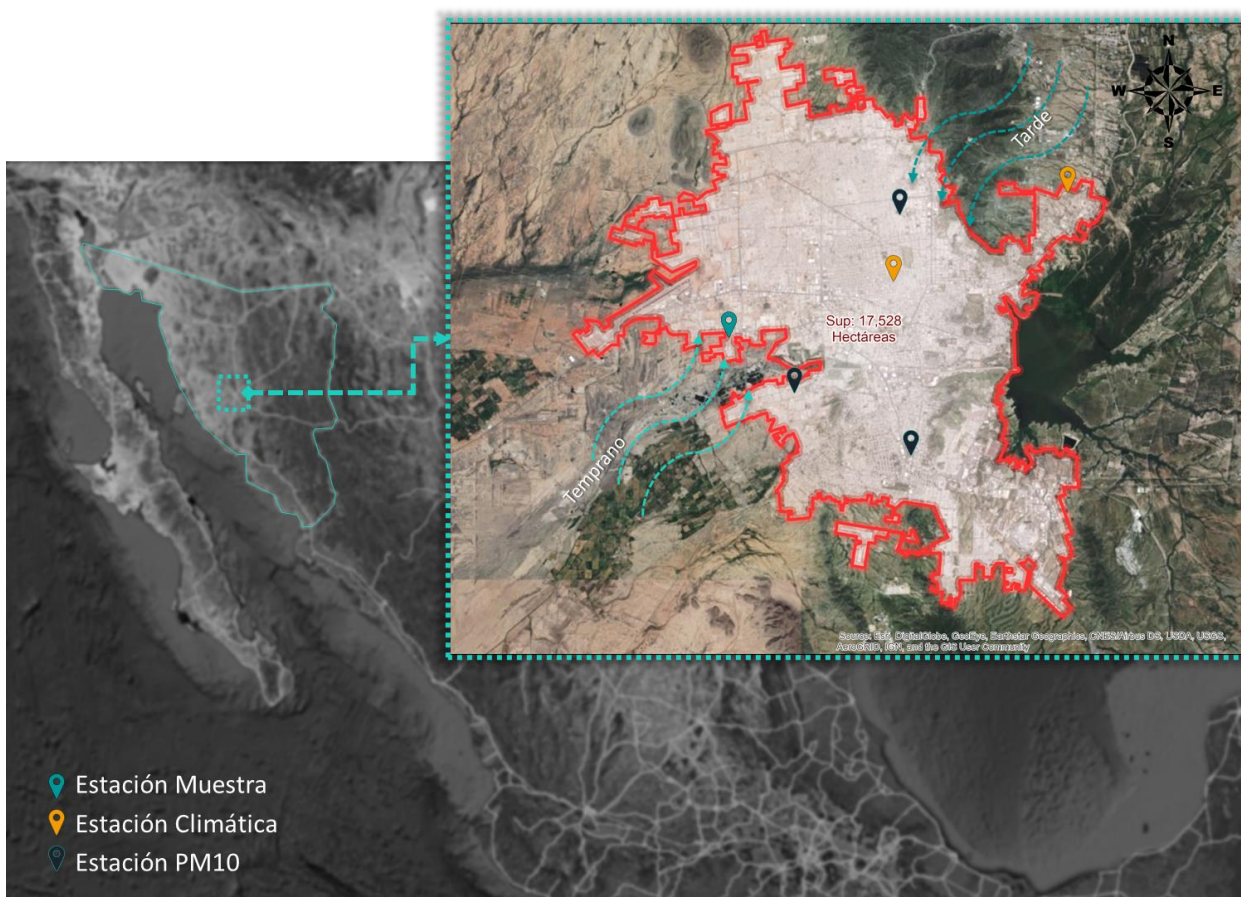 N
W E
S
Tarde
Sup: 17,528
Hectáreas
Temprano
Source: Esri, DigitalGlobe, GeoEye, Earthstar Geographics, CNES/Airbus DS, USDA, USGS,
AeroGRID, IGN, and the GIS User Community
Estación Muestra
Estación Climática
Estación PM10